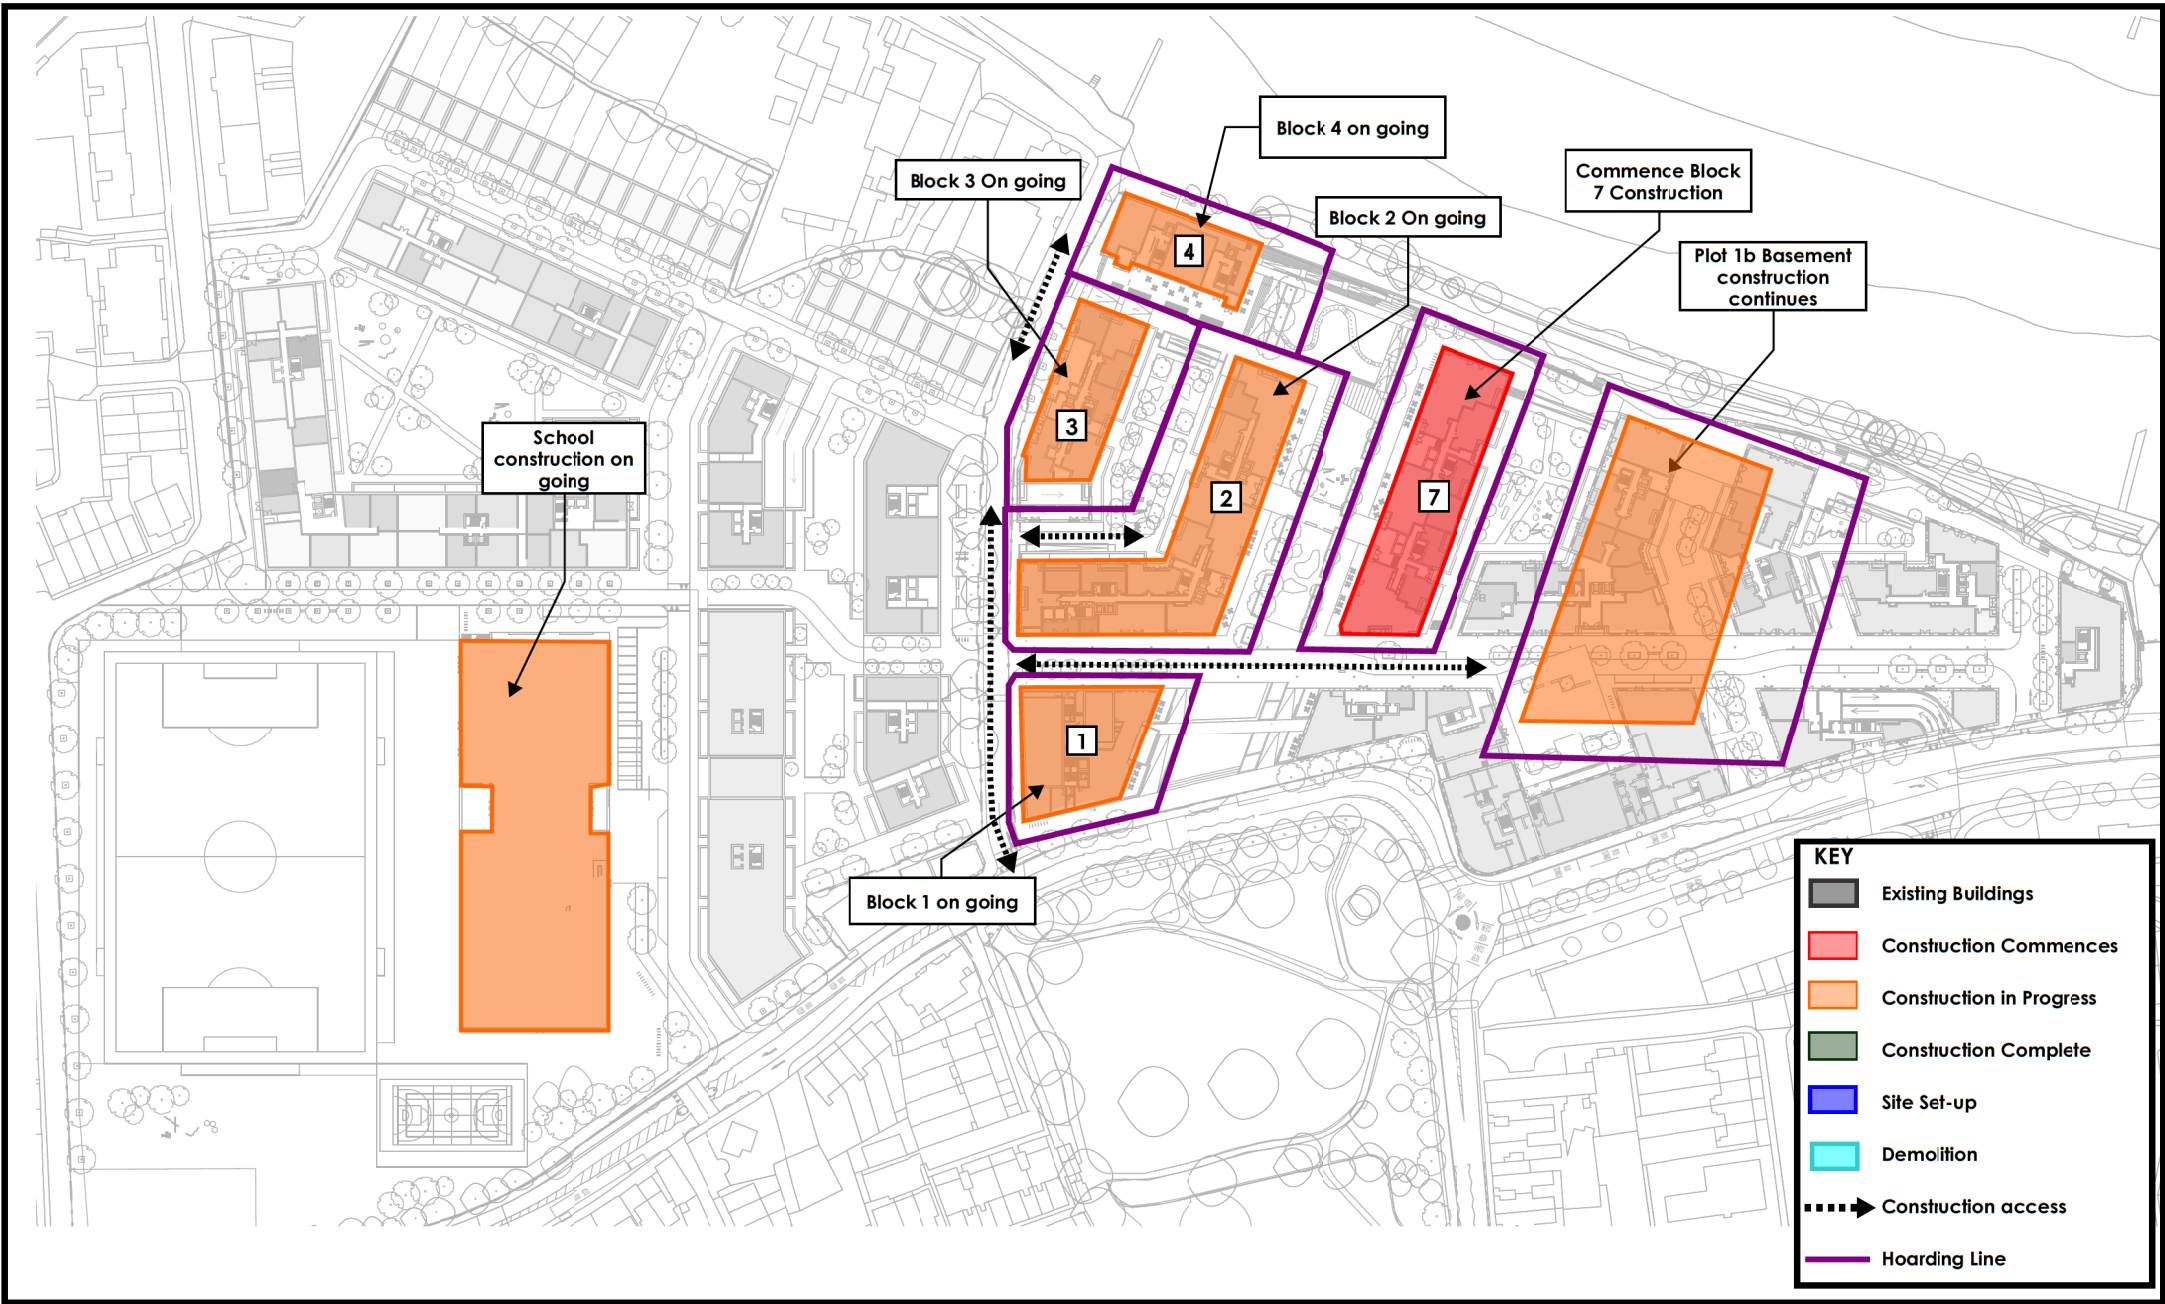 Block 4 on going
Commence Block
7 Construction
Block 3 On going
Block 2 On going
Plot 1b Basement
construction
continues
4
3
2
7
School
construction on
going
1
Block 1 on going
KEY
Existing Buildings
Construction Commences
Construction in Progress
Construction Complete
Site Set-up
Demolition
Construction access
Hoarding Line